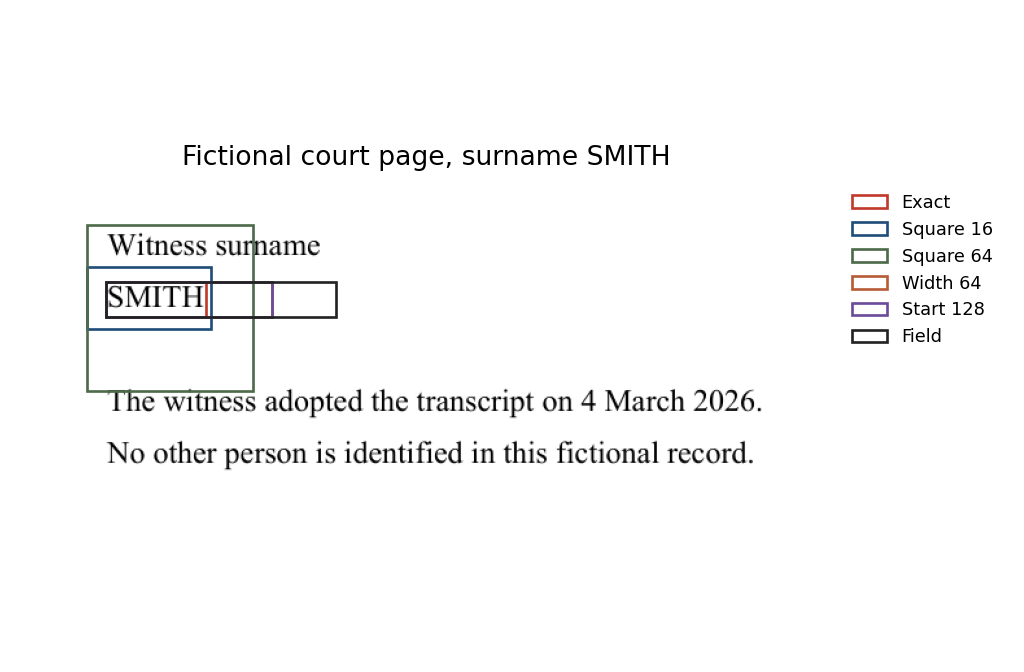 Fictional court page, surname SMITH
Witness surname
SMITH
The witness adopted the transcript on 4 March 2026.
No other person is identified in this fictional record.
Exact
Square 16
Square 64
Width 64
Start 128
Field